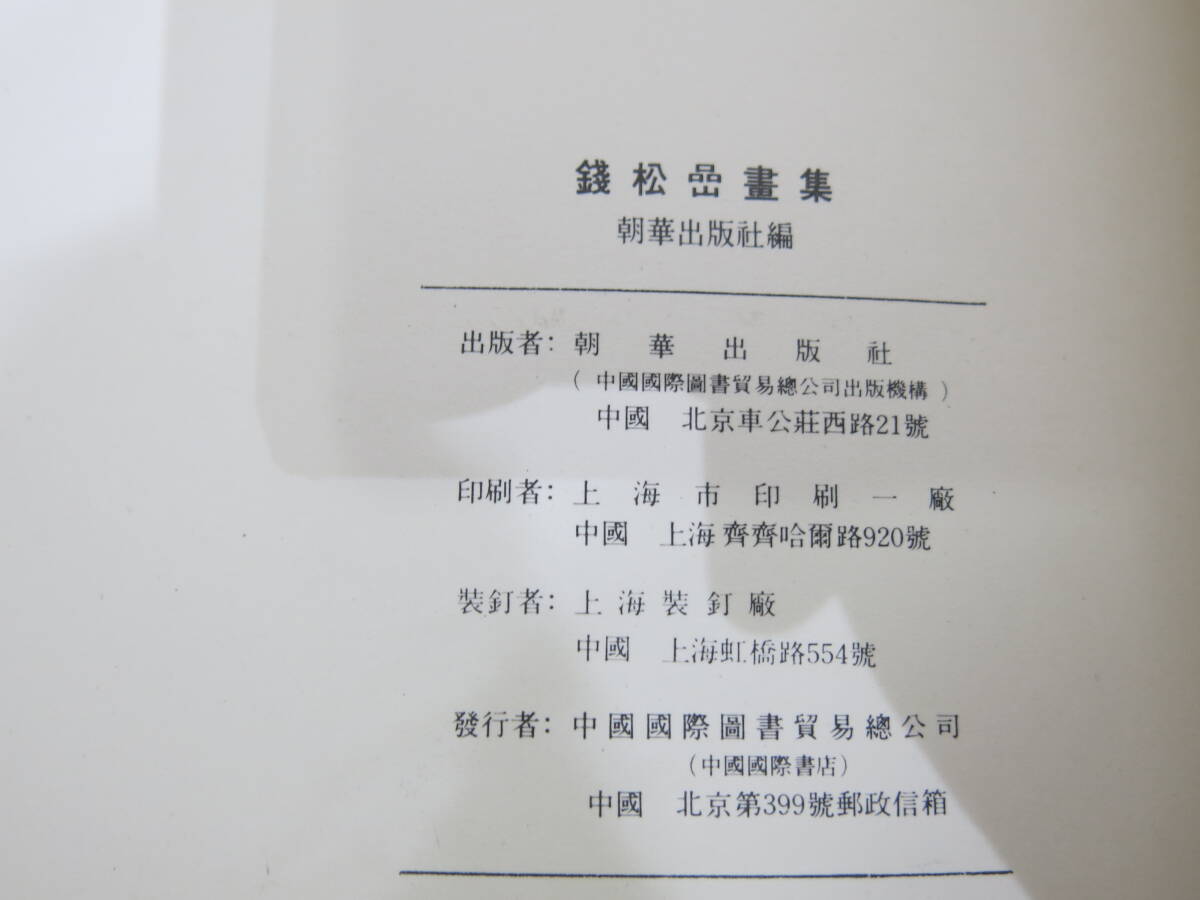 錢松嵒畫集
朝華出版社編
出版者：朝華出版社
（中國國際圖書貿易總公司出版機構）
中國 北京車公莊西路21號
印刷者：上海市印刷一廠
中國 上海齊齊哈爾路920號
裝釘者：上海裝釘廠
中國 上海虹橋路554號
發行者：中國國際圖書貿易總公司
（中國國際書店）
中國 北京第399號郵政信箱